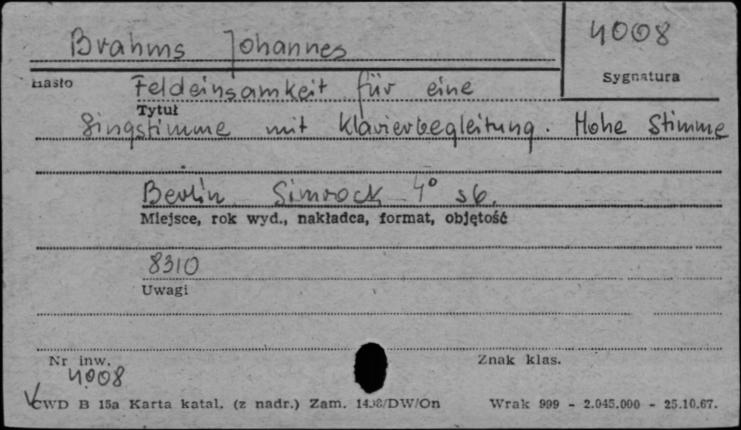 Brahms Johannes
4008
Hasło
Sygnatura
Feldeinsamkeit für eine
Tytuł
Singstimme mit Klavierbegleitung. Hohe Stimme
Berlin Simrock 4° s6.
Miejsce, rok wyd., nakładca, format, objętość
8310
Uwagi
Nr inw.
Znak klas.
4008
CWD B 15a Karta katal. (z nadr.) Zam. /DW/On
Wrak 999 - 2.045.000 - 25.10.67.